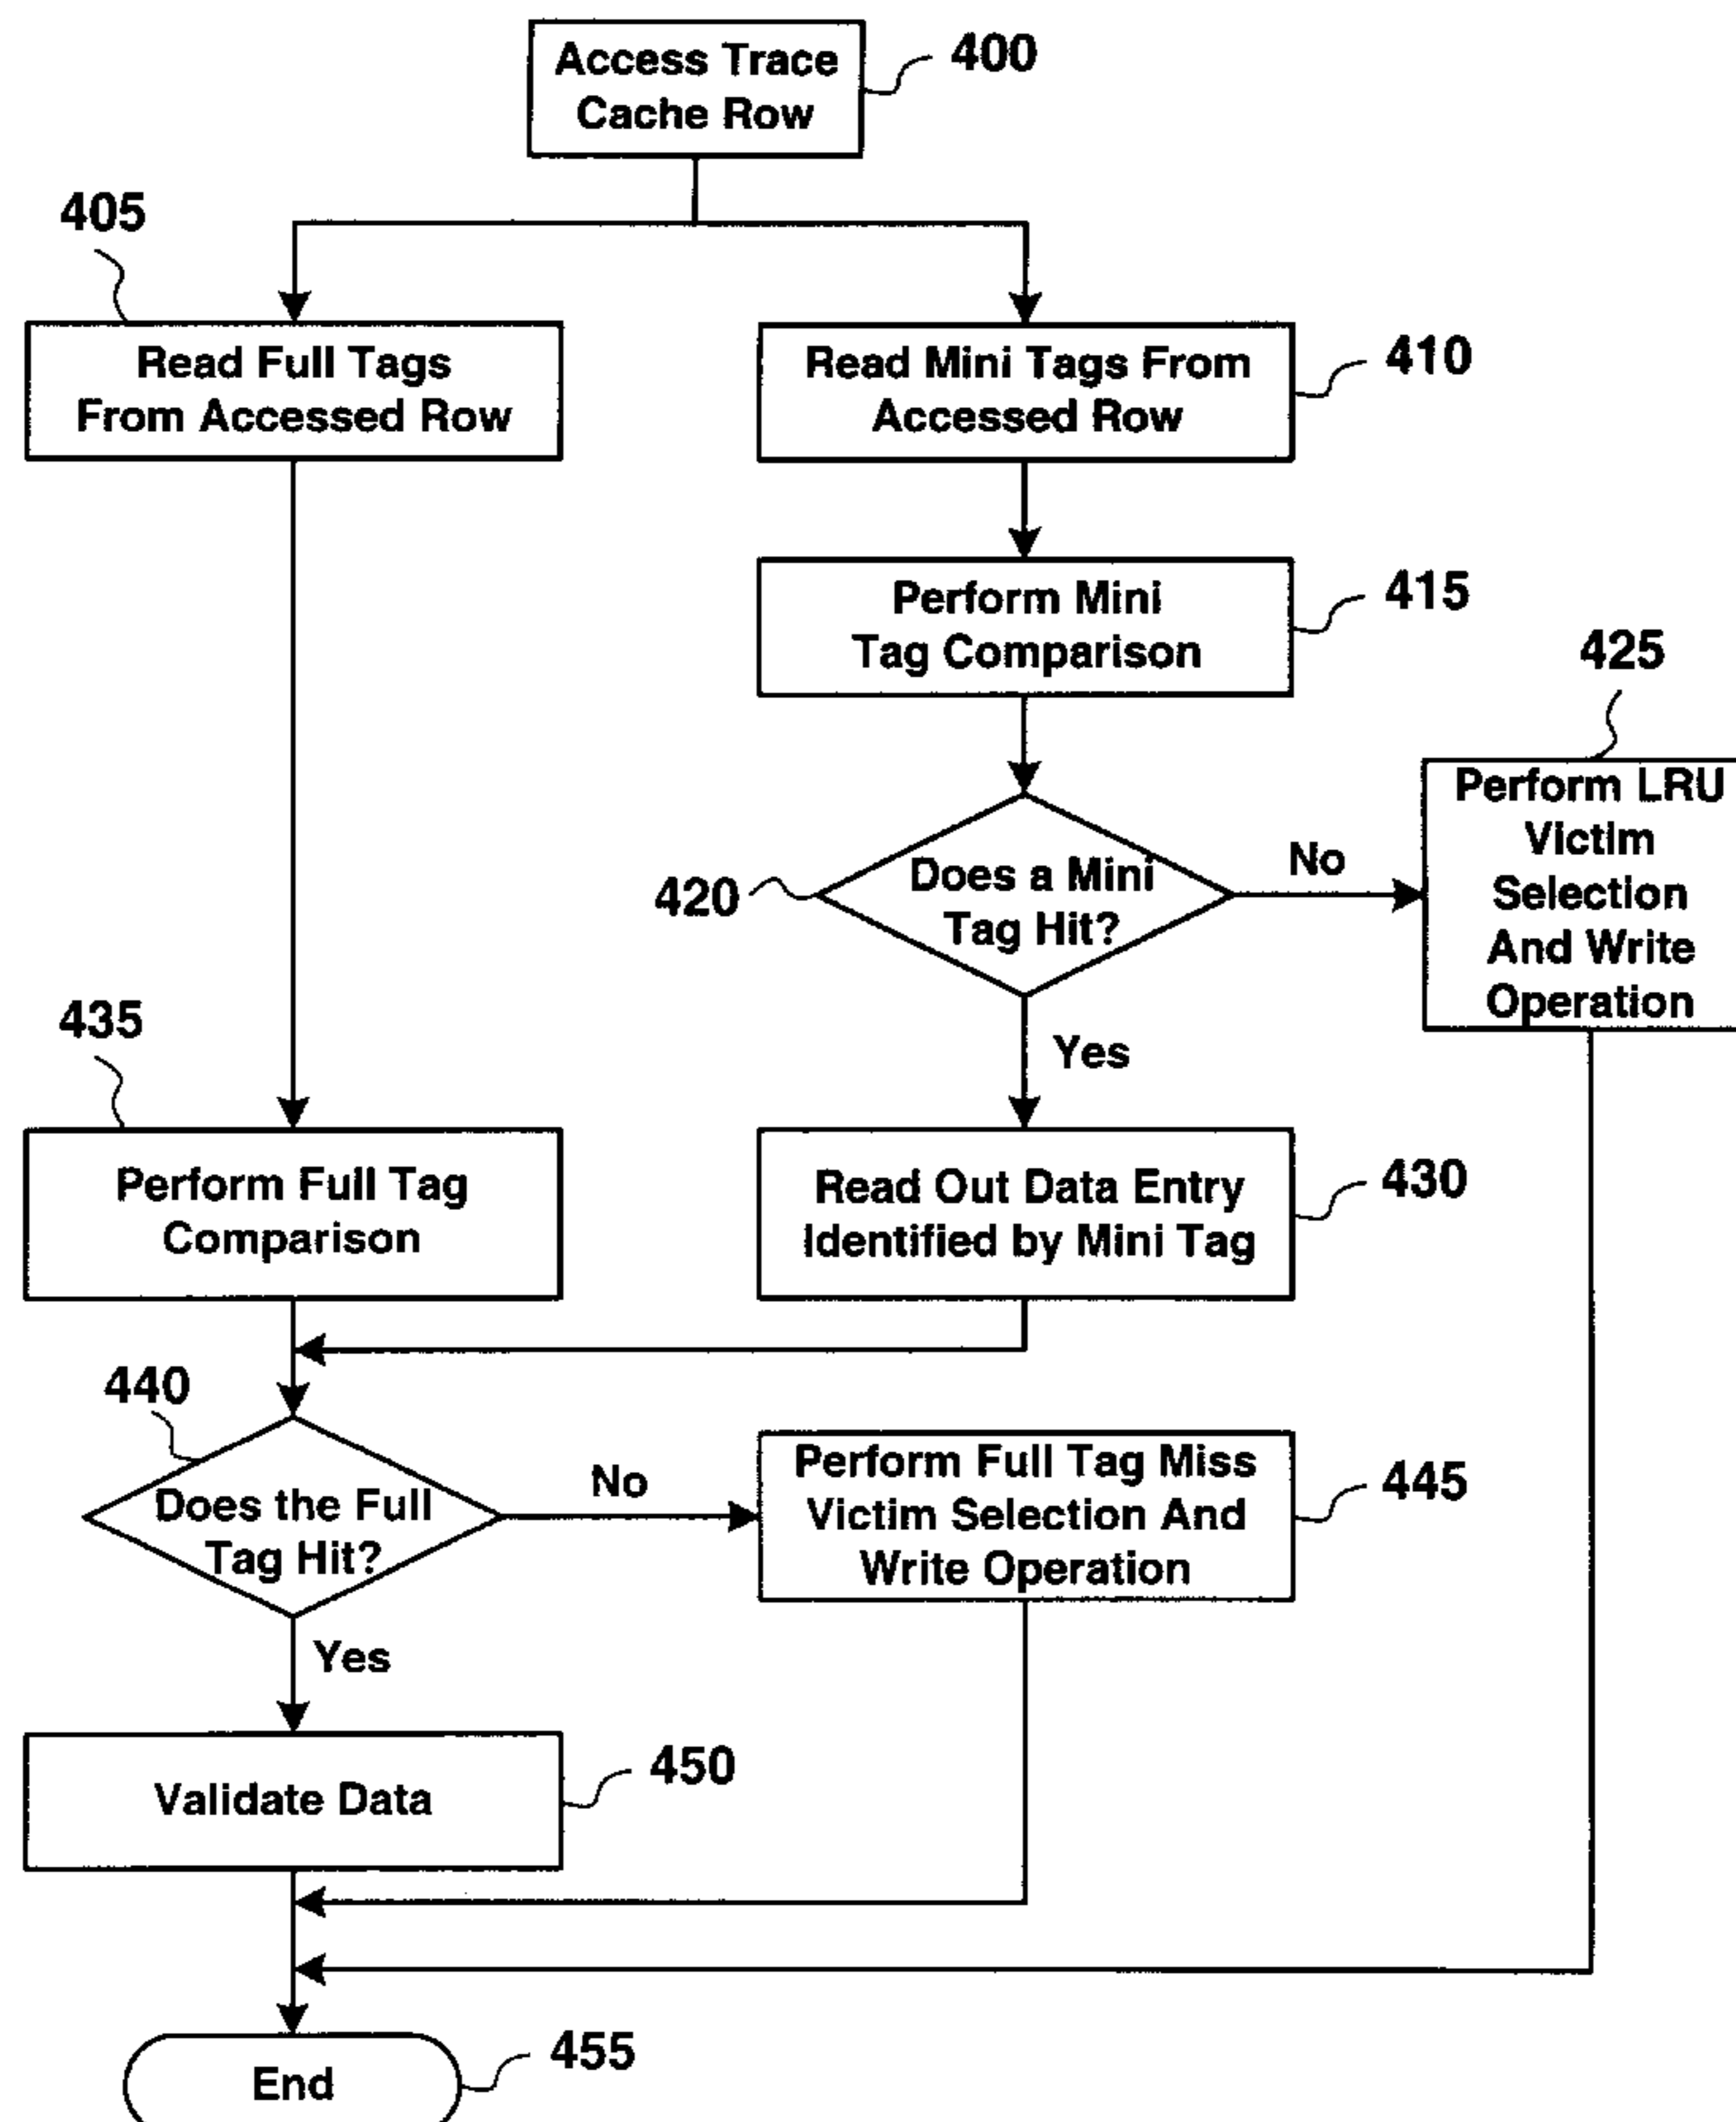 Access Trace
Cache Row
400
405
Read Full Tags
From Accessed Row
Read Mini Tags From
Accessed Row
410
Perform Mini
Tag Comparison
415
425
Perform LRU
Victim
Selection
And Write
Operation
420
Does a Mini
Tag Hit?
No
Yes
435
Perform Full Tag
Comparison
Read Out Data Entry
Identified by Mini Tag
430
440
Does the Full
Tag Hit?
No
Perform Full Tag Miss
Victim Selection And
Write Operation
445
Yes
Validate Data
450
End
455